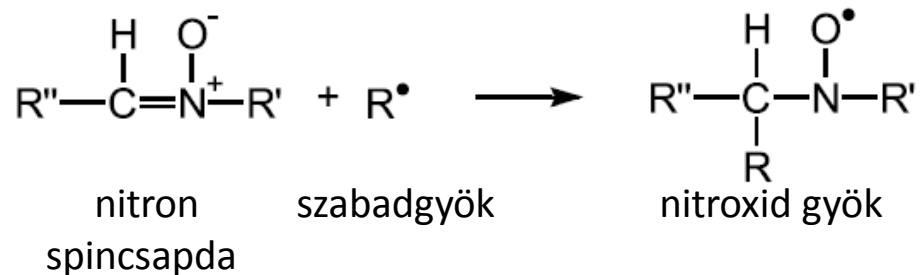 H O⁻ H O•
R"—C=N⁺—R' + R• ⟶ R"—C—N—R'
R
nitron szabadgyök nitroxid gyök
spincsapda